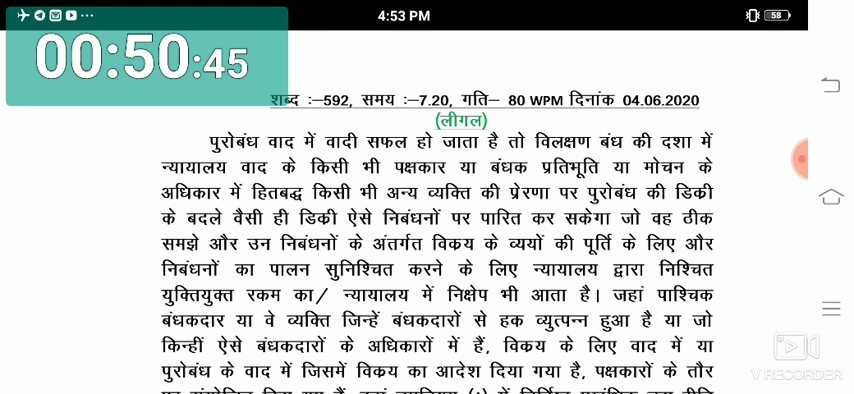 4:53 PM
58
00:50:45
शब्द :–592, समय :–7.20, गति– 80 WPM दिनांक 04.06.2020
(लीगल)
पुरोबंध वाद में वादी सफल हो जाता है तो विलक्षण बंध की दशा में
न्यायालय वाद के किसी भी पक्षकार या बंधक प्रतिभूति या मोचन के
अधिकार में हितबद्ध किसी भी अन्य व्यक्ति की प्रेरणा पर पुरोबंध की डिक्री
के बदले वैसी ही डिक्री ऐसे निबंधनों पर पारित कर सकेगा जो वह ठीक
समझे और उन निबंधनों के अंतर्गत विक्रय के व्ययों की पूर्ति के लिए और
निबंधनों का पालन सुनिश्चित करने के लिए न्यायालय द्वारा निश्चित
युक्तियुक्त रकम का/ न्यायालय में निक्षेप भी आता है। जहां पाश्चिक
बंधकदार या वे व्यक्ति जिन्हें बंधकदारों से हक व्युत्पन्न हुआ है या जो
किन्हीं ऐसे बंधकदारों के अधिकारों में हैं, विक्रय के लिए वाद में या
पुरोबंध के वाद में जिसमें विक्रय का आदेश दिया गया है, पक्षकारों के तौर
V RECORDER